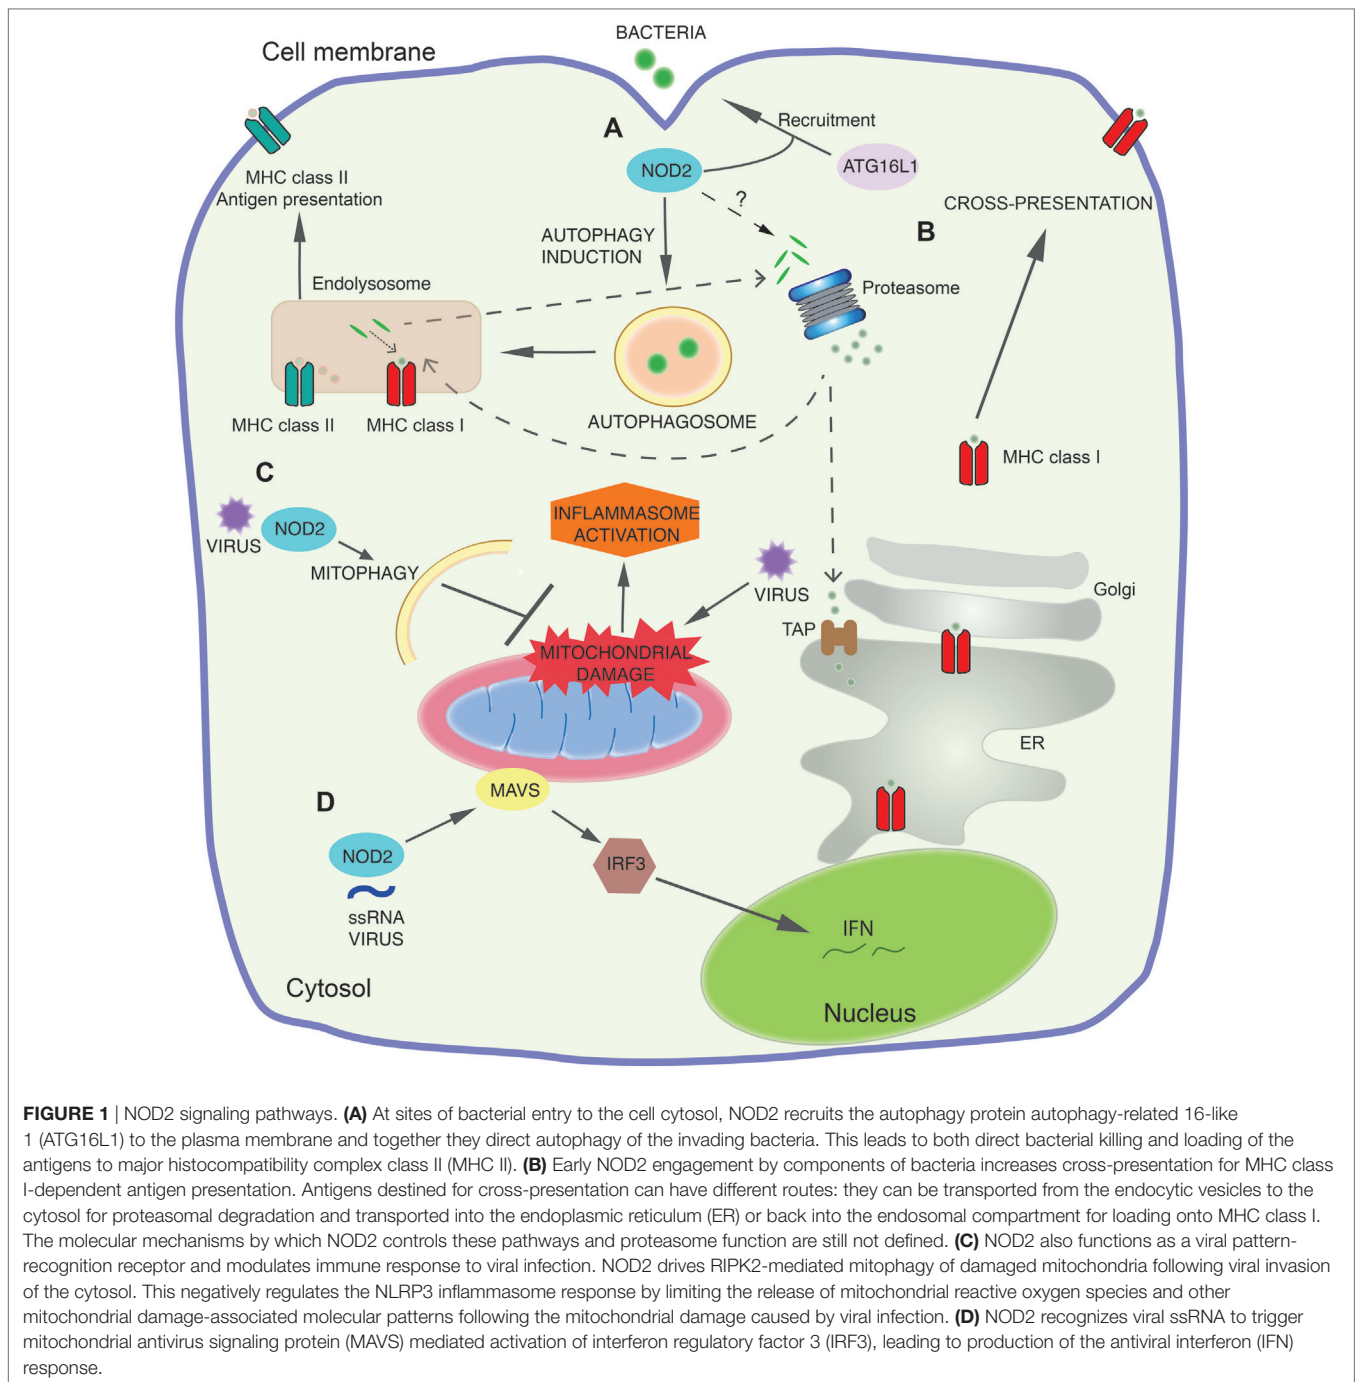 BACTERIA
Cell membrane
A
Recruitment
NOD2
ATG16L1
MHC class II
Antigen presentation
?
CROSS-PRESENTATION
B
AUTOPHAGY
INDUCTION
Endolysosome
Proteasome
MHC class II
MHC class I
AUTOPHAGOSOME
MHC class I
C
INFLAMMASOME
ACTIVATION
NOD2
VIRUS
MITOPHAGY
VIRUS
Golgi
TAP
MITOCHONDRIAL
DAMAGE
ER
MAVS
D
NOD2
IRF3
ssRNA
VIRUS
IFN
Cytosol
Nucleus
FIGURE 1 | NOD2 signaling pathways. (A) At sites of bacterial entry to the cell cytosol, NOD2 recruits the autophagy protein autophagy-related 16-like
1 (ATG16L1) to the plasma membrane and together they direct autophagy of the invading bacteria. This leads to both direct bacterial killing and loading of the
antigens to major histocompatibility complex class II (MHC II). (B) Early NOD2 engagement by components of bacteria increases cross-presentation for MHC class
I-dependent antigen presentation. Antigens destined for cross-presentation can have different routes: they can be transported from the endocytic vesicles to the
cytosol for proteasomal degradation and transported into the endoplasmic reticulum (ER) or back into the endosomal compartment for loading onto MHC class I.
The molecular mechanisms by which NOD2 controls these pathways and proteasome function are still not defined. (C) NOD2 also functions as a viral pattern-
recognition receptor and modulates immune response to viral infection. NOD2 drives RIPK2-mediated mitophagy of damaged mitochondria following viral invasion
of the cytosol. This negatively regulates the NLRP3 inflammasome response by limiting the release of mitochondrial reactive oxygen species and other
mitochondrial damage-associated molecular patterns following the mitochondrial damage caused by viral infection. (D) NOD2 recognizes viral ssRNA to trigger
mitochondrial antivirus signaling protein (MAVS) mediated activation of interferon regulatory factor 3 (IRF3), leading to production of the antiviral interferon (IFN)
response.